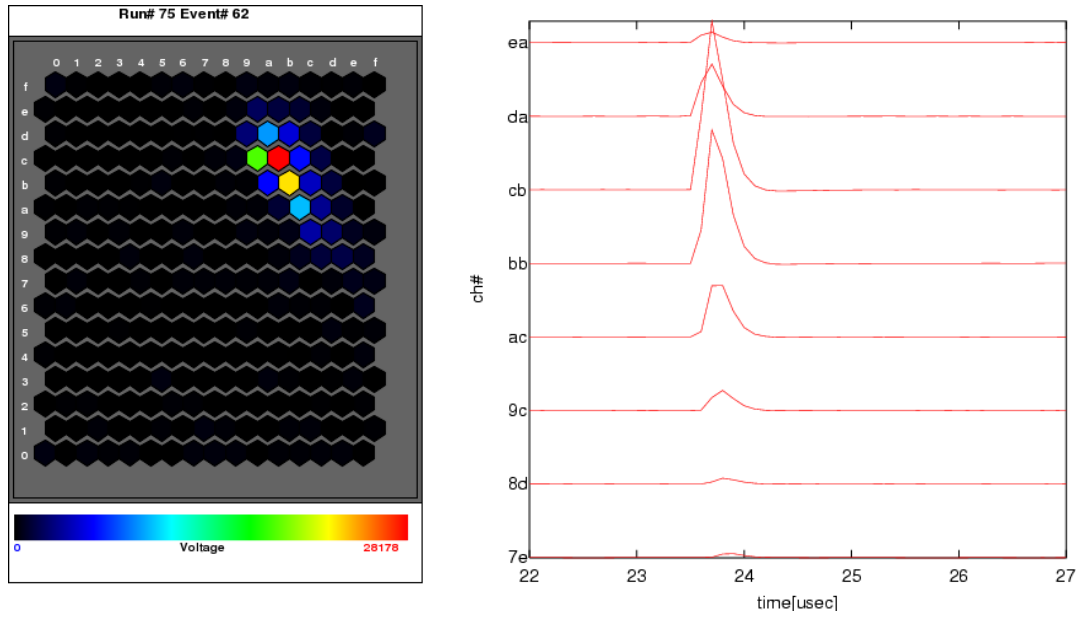 Run# 75 Event# 62
0 1 2 3 4 5 6 7 8 9 a b c d e f
f
e
d
c
b
a
9
8
7
6
5
4
3
2
1
0
0 Voltage 28178
ea
da
cb
bb
ac
9c
8d
7e
ch#
22 23 24 25 26 27
time[usec]